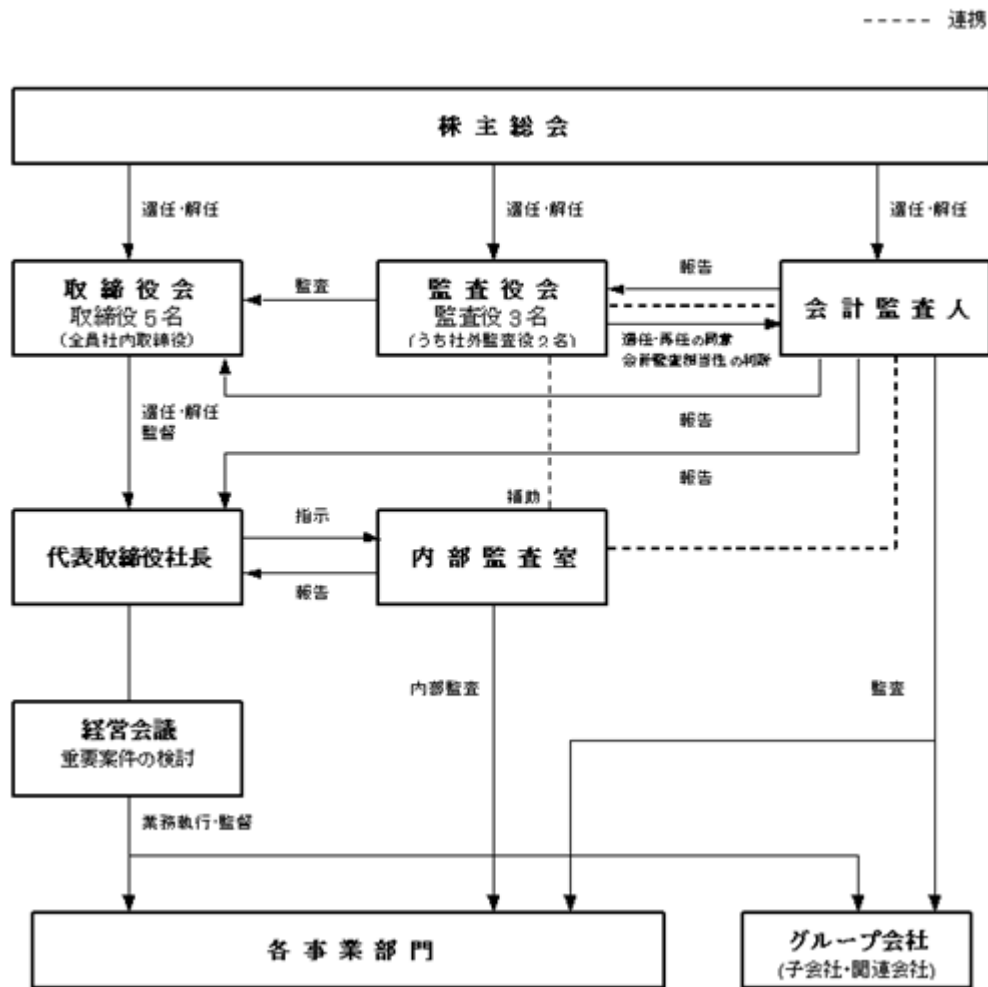 連携
株主総会
選任・解任
選任・解任
選任・解任
取締役会
取締役5名
(全員社内取締役)
監査
監査役会
監査役3名
(うち社外監査役2名)
報告
会計監査人
選任・再任の同意
会計監査相当性の判断
選任・解任
監督
報告
報告
補助
代表取締役社長
指示
報告
内部監査室
内部監査
監査
経営会議
重要案件の検討
業務執行・監督
各事業部門
グループ会社
(子会社・関連会社)